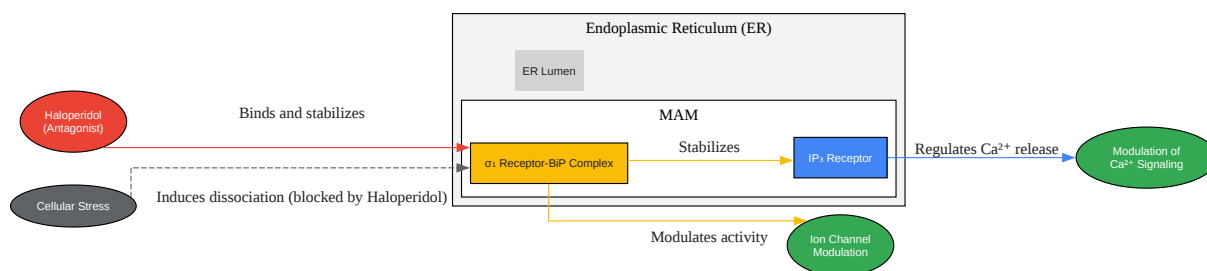 Endoplasmic Reticulum (ER)
ER Lumen
MAM
Haloperidol
(Antagonist)
Binds and stabilizes
σ₁ Receptor-BiP Complex
Stabilizes
IP₃ Receptor
Regulates Ca²⁺ release
Modulation of
Ca²⁺ Signaling
Cellular Stress
Induces dissociation (blocked by Haloperidol)
Modulates activity
Ion Channel
Modulation